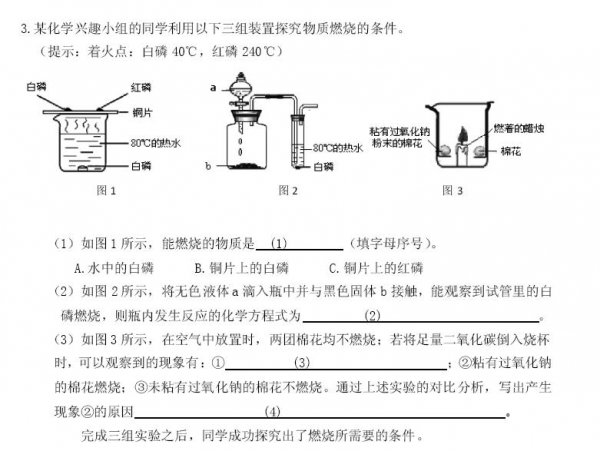 3.某化学兴趣小组的同学利用以下三组装置探究物质燃烧的条件。
（提示：着火点：白磷 40℃，红磷 240℃）
白磷 红磷
铜片
80℃的热水
白磷
图 1
a
b
80℃的热水
白磷
图 2
粘有过氧化钠
粉末的棉花
燃著的蜡烛
棉花
图 3
（1）如图 1 所示，能燃烧的物质是 (1) （填字母序号）。
A.水中的白磷 B.铜片上的白磷 C.铜片上的红磷
（2）如图 2 所示，将无色液体 a 滴入瓶中并与黑色固体 b 接触，能观察到试管里的白
磷燃烧，则瓶内发生反应的化学方程式为 (2) 。
（3）如图 3 所示，在空气中放置时，两团棉花均不燃烧；若将足量二氧化碳倒入烧杯
时，可以观察到的现象有：① (3) ；②粘有过氧化钠
的棉花燃烧；③未粘有过氧化钠的棉花不燃烧。通过上述实验的对比分析，写出产生
现象②的原因 (4) 。
完成三组实验之后，同学成功探究出了燃烧所需要的条件。